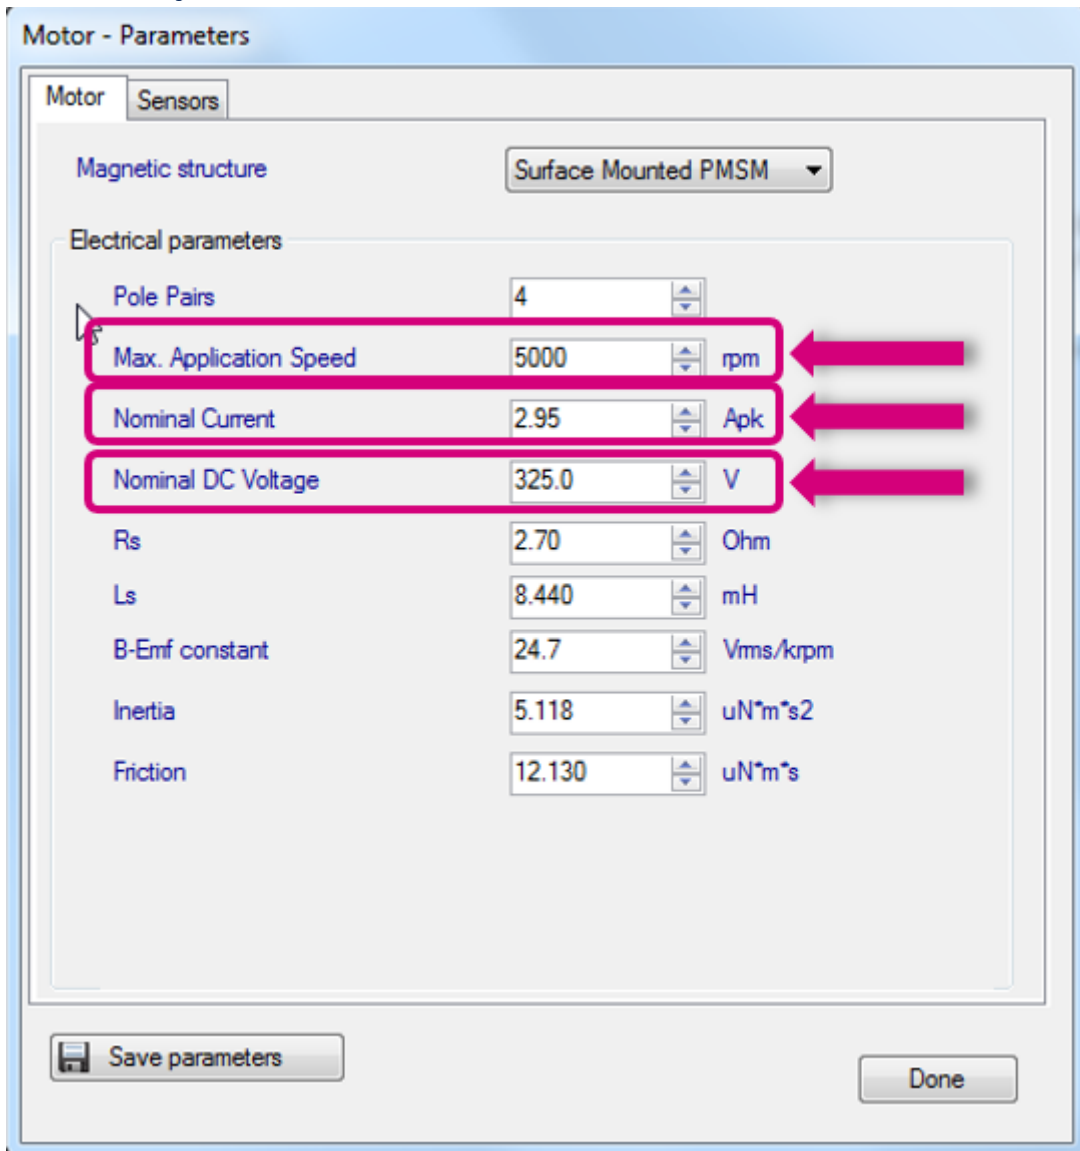 Motor - Parameters
Motor Sensors
Magnetic structure Surface Mounted PMSM
Electrical parameters
Pole Pairs 4
Max. Application Speed 5000 rpm
Nominal Current 2.95 Apk
Nominal DC Voltage 325.0 V
Rs 2.70 Ohm
Ls 8.440 mH
B-Emf constant 24.7 Vrms/krpm
Inertia 5.118 uN*m*s2
Friction 12.130 uN*m*s
Save parameters
Done